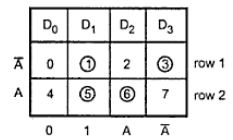 D₀ D₁ D₂ D₃
A̅ 0 1 2 3 row 1
A 4 5 6 7 row 2
0 1 A A̅